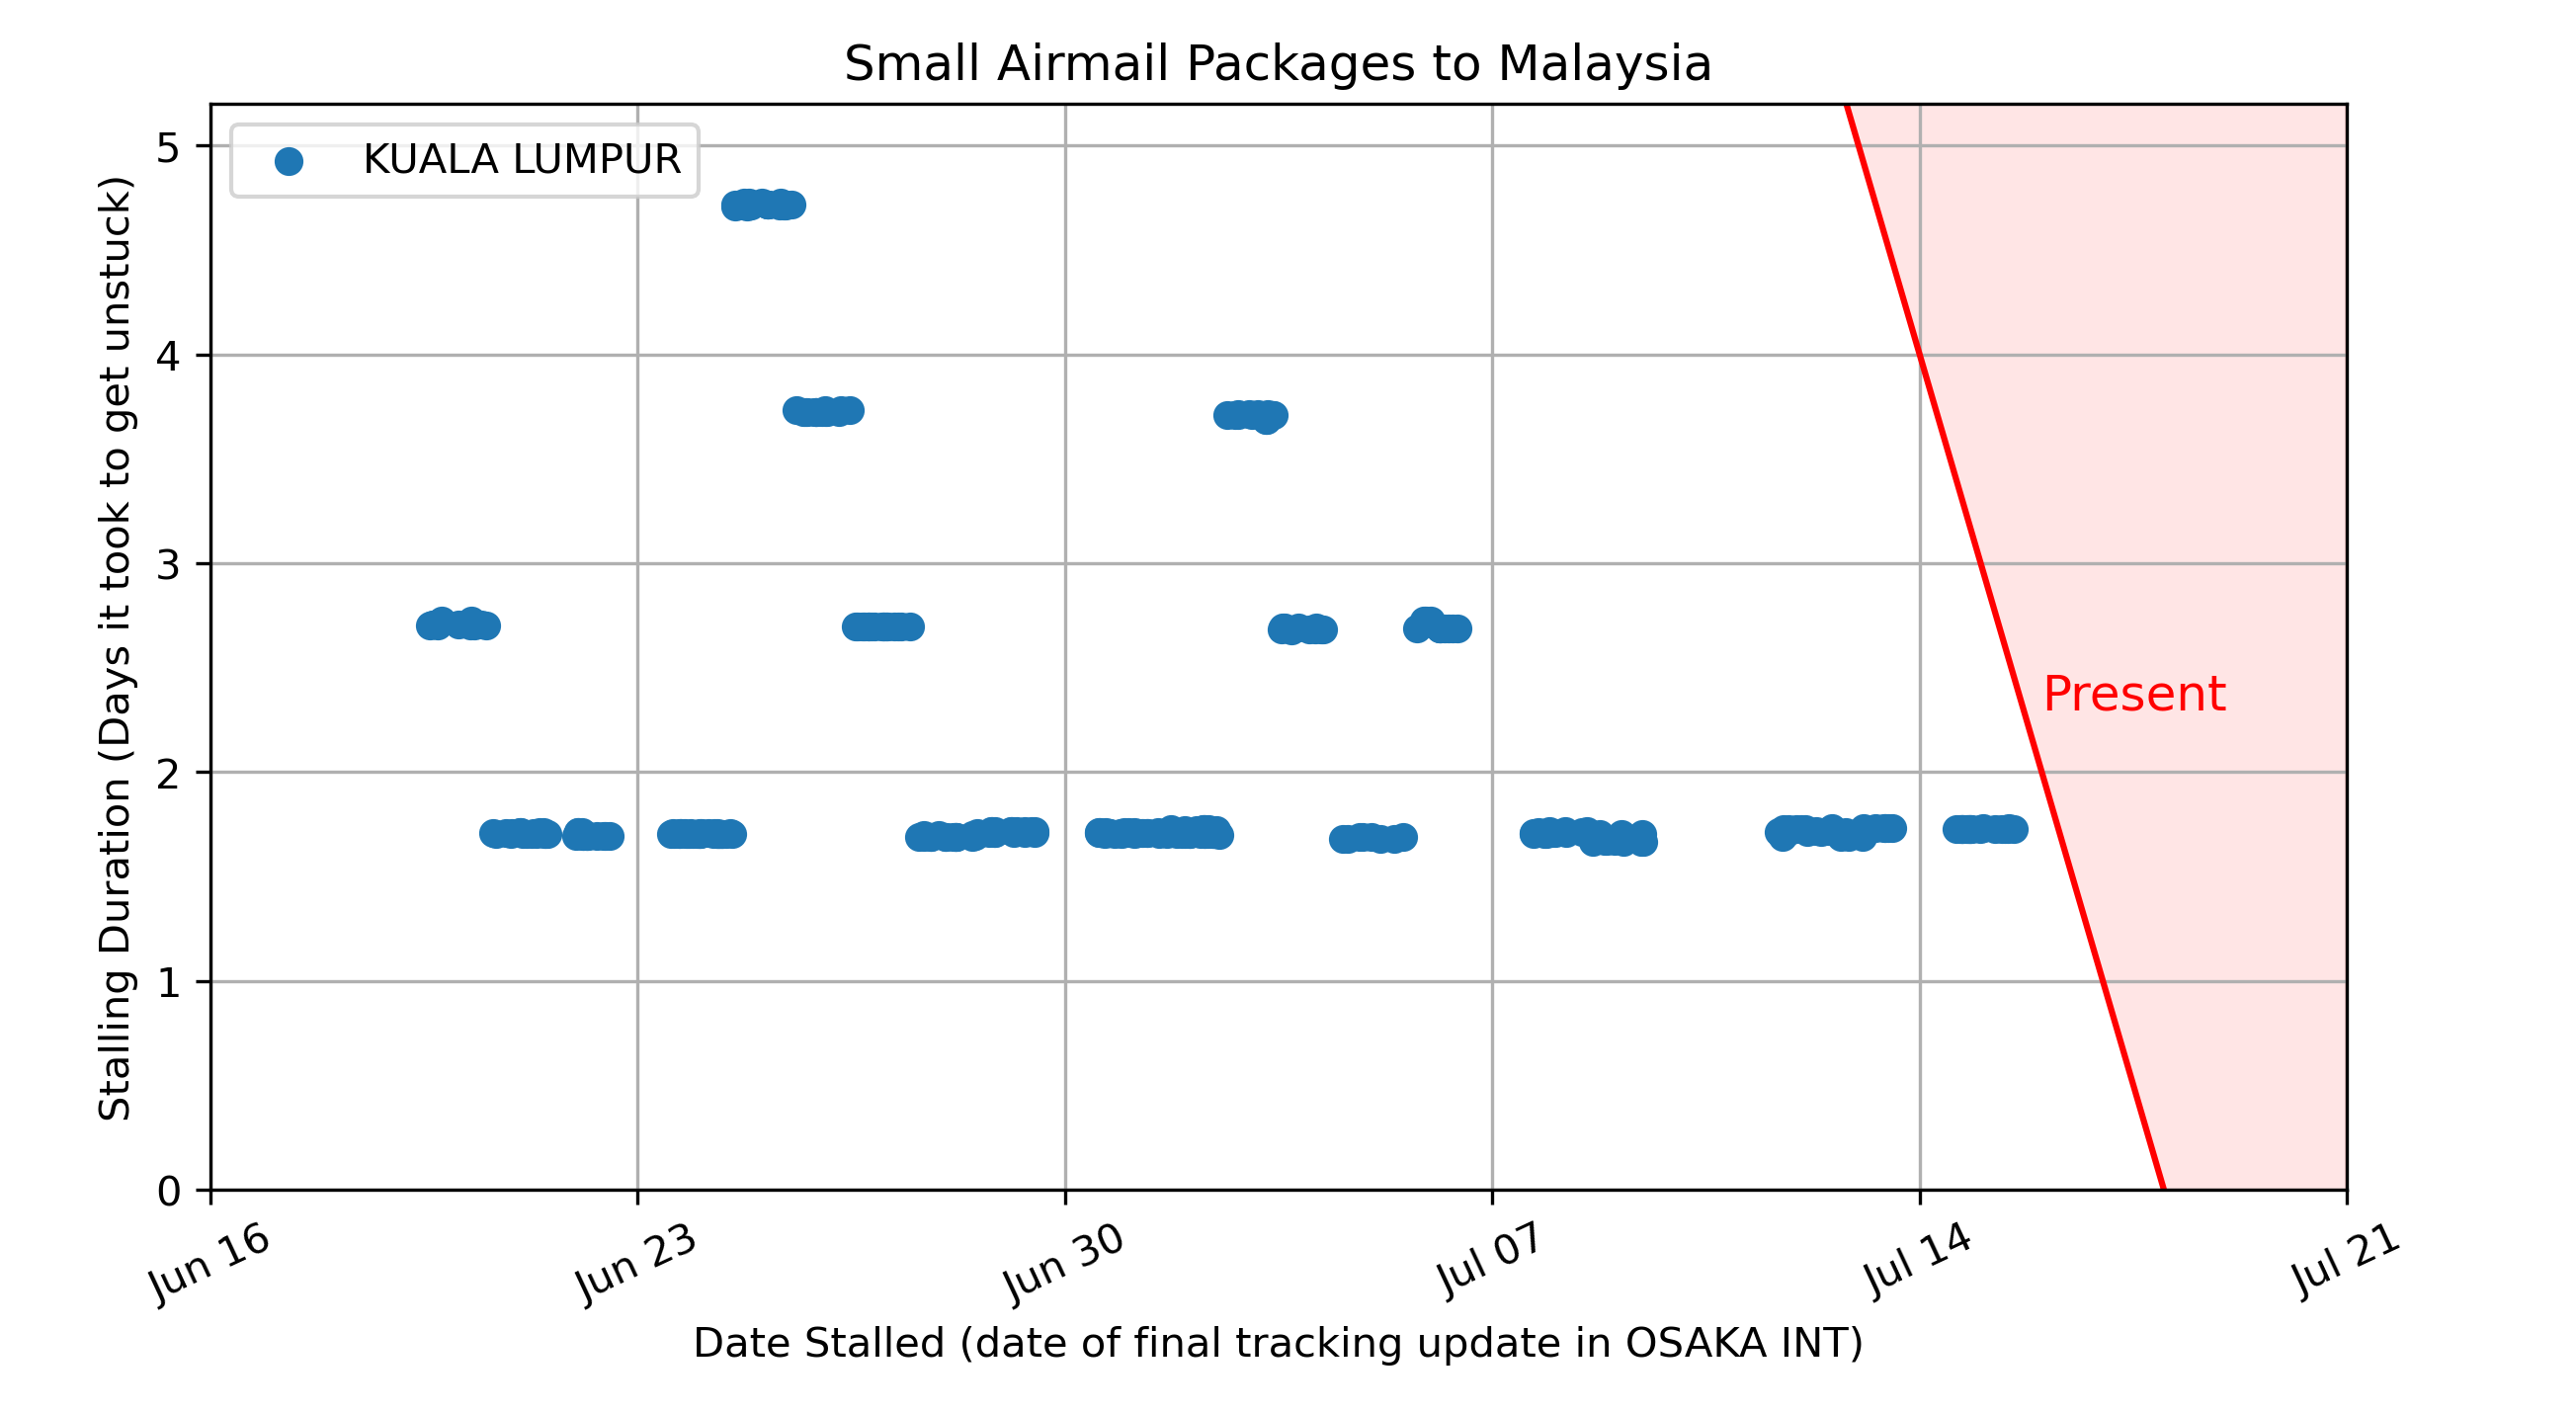 Small Airmail Packages to Malaysia
KUALA LUMPUR
Stalling Duration (Days it took to get unstuck)
5
4
3
2
1
0
Present
Jun 16
Jun 23
Jun 30
Jul 07
Jul 14
Jul 21
Date Stalled (date of final tracking update in OSAKA INT)